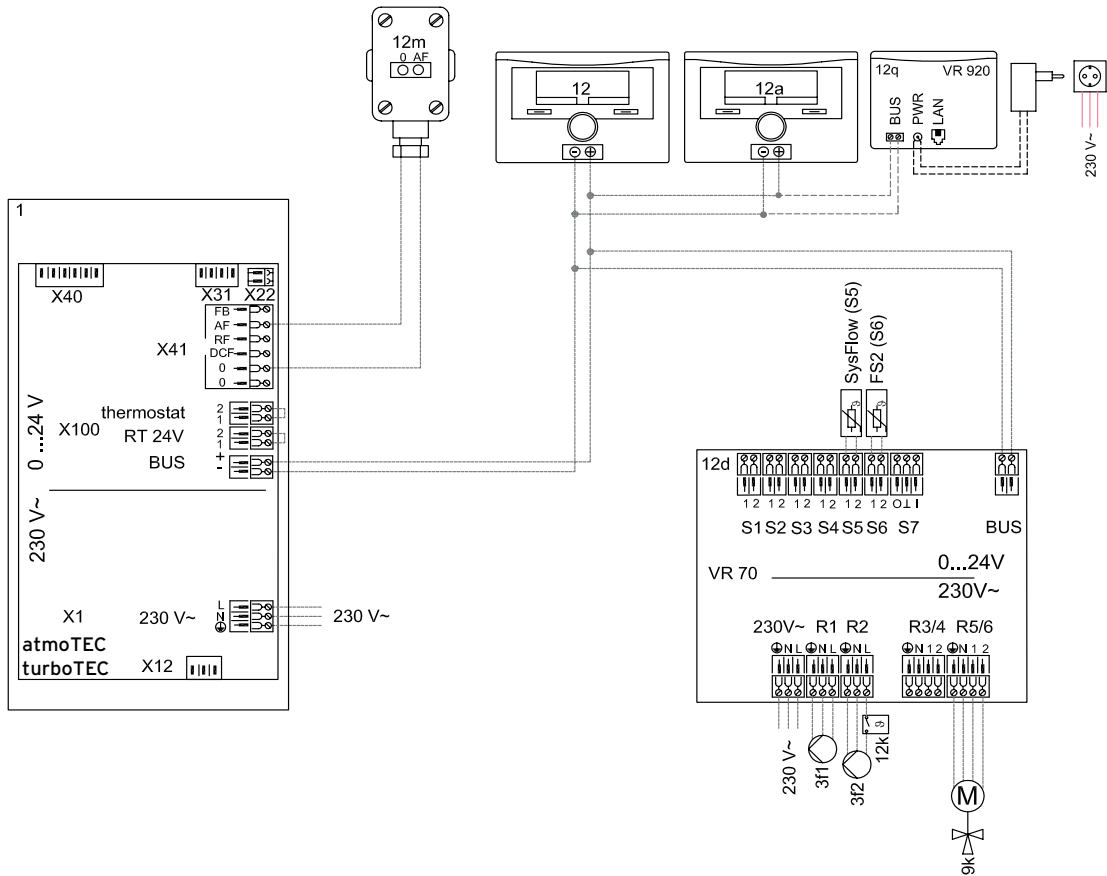 12m
0 AF
12
12a
12q VR 920
BUS
PWR
LAN
230 V~
1
X40
X31 X22
FB
AF
RF
DCF
0
0
X41
thermostat
2
1
X100
RT 24V
2
1
BUS
+
-
0 ...24 V
230 V~
X1
230 V~
L
N
230 V~
atmoTEC
turboTEC
X12
SysFlow (S5)
FS2 (S6)
12d
1 2 1 2 1 2 1 2 1 2 1 2 O T I
S1 S2 S3 S4 S5 S6 S7
BUS
VR 70
0...24V
230V~
230V~ R1 R2 R3/4 R5/6
N L N L N L N 1 2 N 1 2
230 V~
3f1
3f2
12k
M
9k